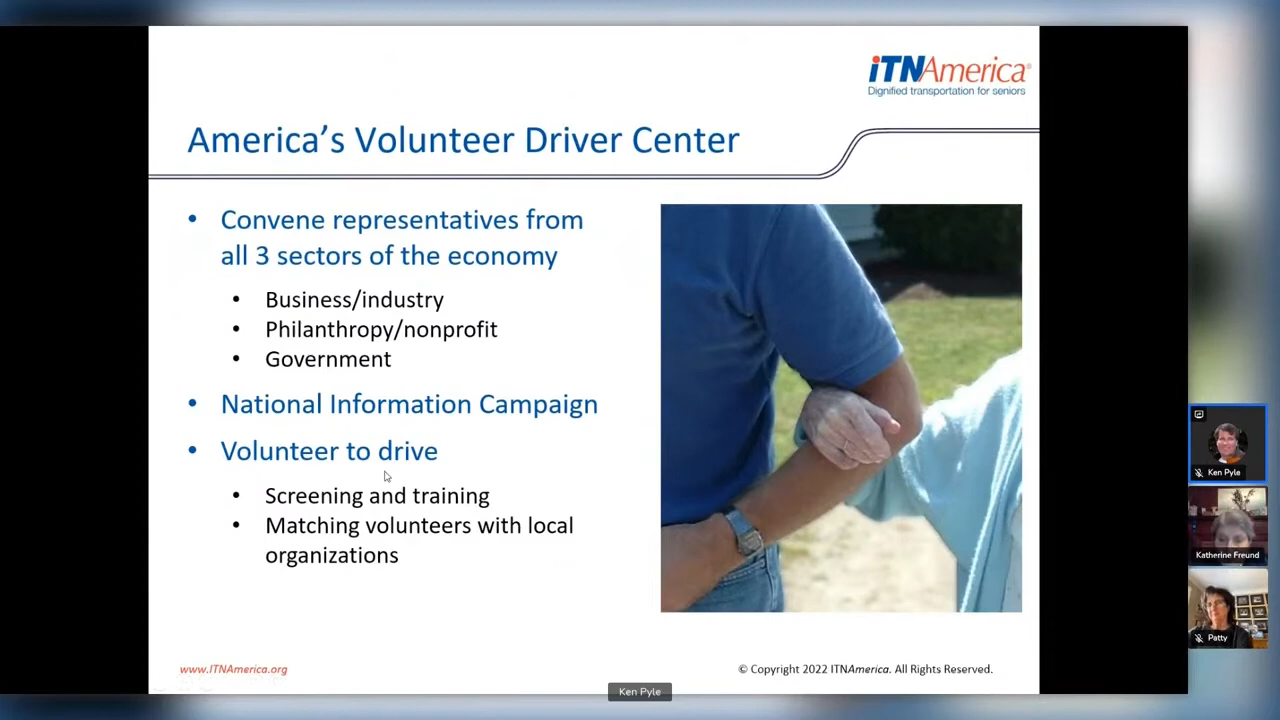 iTNAmerica®
Dignified transportation for seniors
America's Volunteer Driver Center
• Convene representatives from
all 3 sectors of the economy
• Business/industry
• Philanthropy/nonprofit
• Government
• National Information Campaign
• Volunteer to drive
• Screening and training
• Matching volunteers with local
organizations
www.ITNAmerica.org
© Copyright 2022 ITNAmerica. All Rights Reserved.
Ken Pyle
Katherine Freund
Patty
Ken Pyle